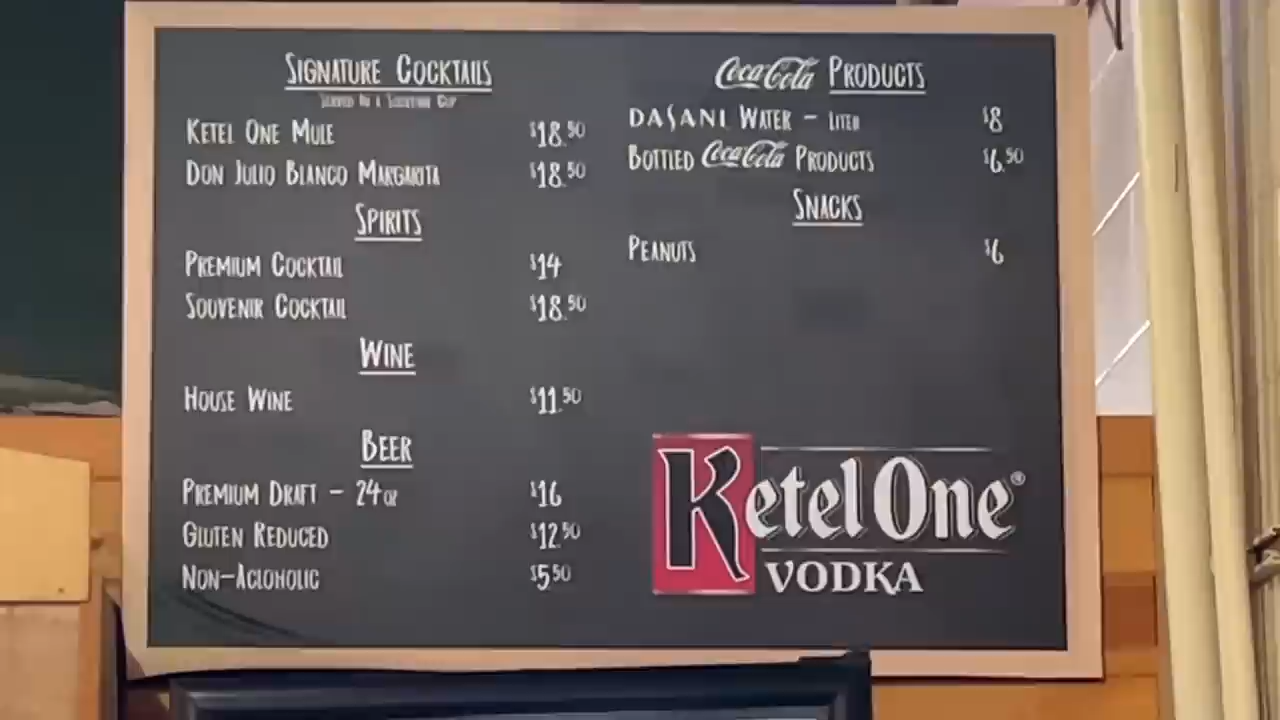 SIGNATURE COCKTAILS
SERVED IN A SOUVENIR CUP
KETEL ONE MULE $18.50
DON JULIO BLANCO MARGARITA $18.50
SPIRITS
PREMIUM COCKTAIL $14
SOUVENIR COCKTAIL $18.50
WINE
HOUSE WINE $11.50
BEER
PREMIUM DRAFT - 24 OZ $16
GLUTEN REDUCED $12.50
NON-ACLOHOLIC $5.50
Coca-Cola PRODUCTS
DASANI WATER - LITER $8
BOTTLED Coca-Cola PRODUCTS $6.50
SNACKS
PEANUTS $6
Ketel One®
VODKA